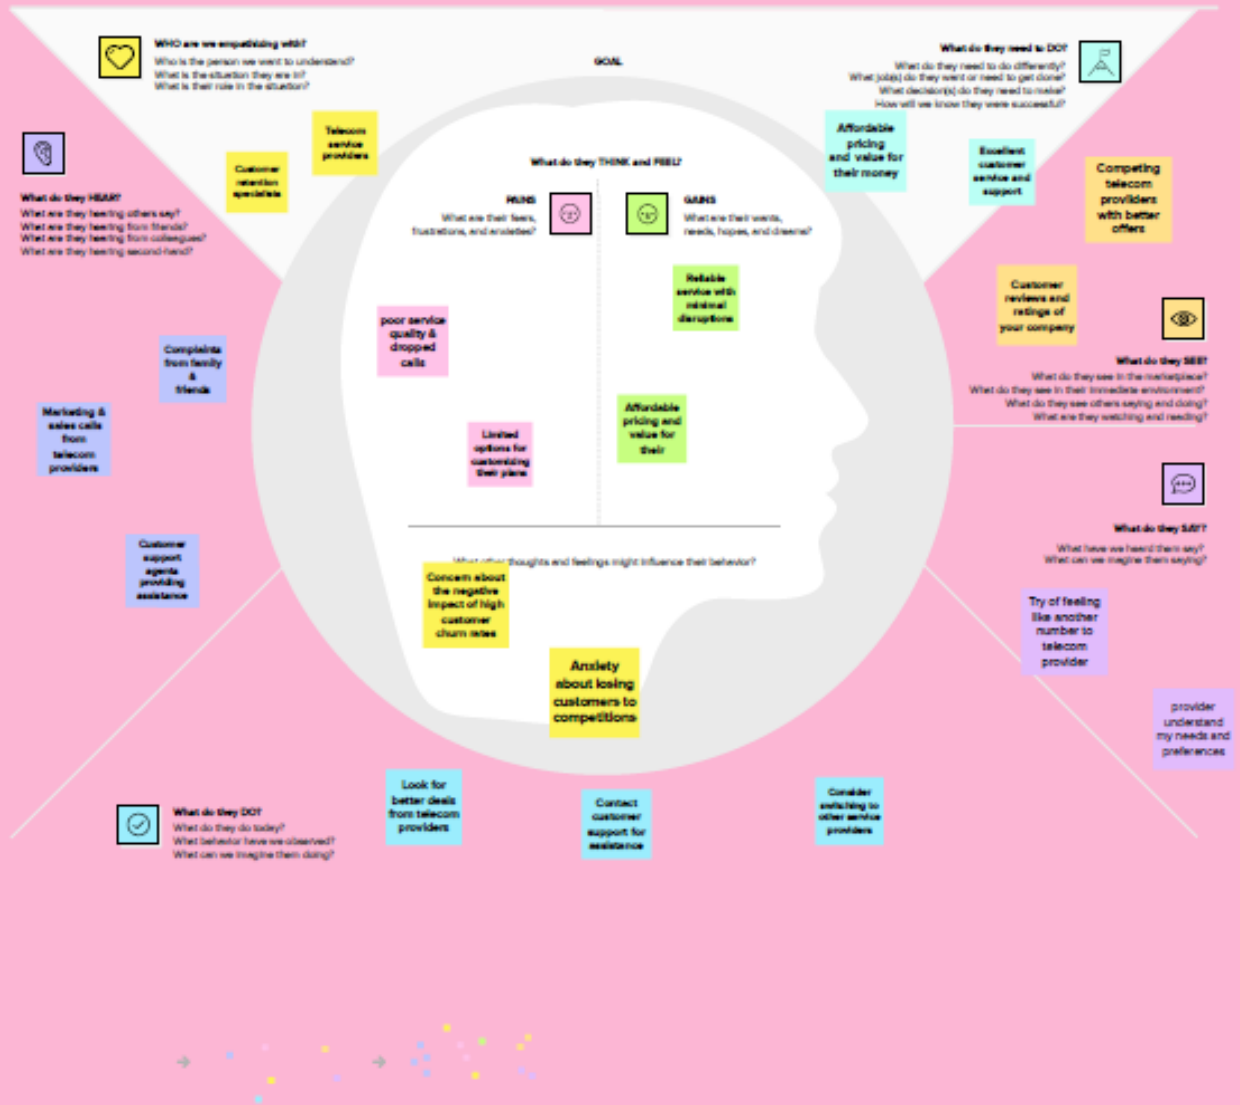 WHO are we empathizing with?
Who is the person we want to understand?
What is the situation they are in?
What is their role in the situation?
GOAL
What do they need to DO?
What do they need to do differently?
What job(s) do they want or need to get done?
What decision(s) do they need to make?
How will we know they were successful?
Telecom
service
providers
Customer
retention
specialists
Affordable
pricing
and value for
their money
Excellent
customer
service and
support
Competing
telecom
providers
with better
offers
What do they HEAR?
What are they hearing others say?
What are they hearing from friends?
What are they hearing from colleagues?
What are they hearing second-hand?
What do they THINK and FEEL?
PAINS
What are their fears,
frustrations, and anxieties?
GAINS
What are their wants,
needs, hopes, and dreams?
Reliable
service with
minimal
disruptions
Customer
reviews and
ratings of
your company
poor service
quality &
dropped
calls
Complaints
from family
&
friends
What do they SEE?
What do they see in the marketplace?
What do they see in their immediate environment?
What do they see others saying and doing?
What are they watching and reading?
Marketing &
sales calls
from
telecom
providers
Limited
options for
customizing
their plans
Affordable
pricing and
value for
their
Customer
support
agents
providing
assistance
What do they SAY?
What have we heard them say?
What can we imagine them saying?
What other thoughts and feelings might influence their behavior?
Concern about
the negative
impact of high
customer
churn rates
Anxiety
about losing
customers to
competitions
Try of feeling
like another
number to
telecom
provider
provider
understand
my needs and
preferences
What do they DO?
What do they do today?
What behavior have we observed?
What can we imagine them doing?
Look for
better deals
from telecom
providers
Contact
customer
support for
assistance
Consider
switching to
other service
providers